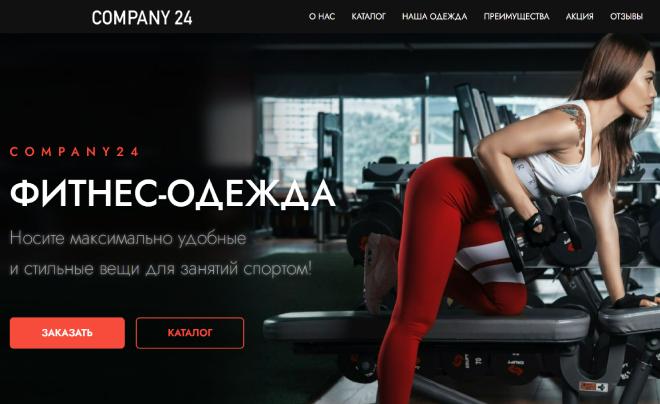 COMPANY 24
О НАС КАТАЛОГ НАША ОДЕЖДА ПРЕИМУЩЕСТВА АКЦИЯ ОТЗЫВЫ
COMPANY24
ФИТНЕС-ОДЕЖДА
Носите максимально удобные
и стильные вещи для занятий спортом!
ЗАКАЗАТЬ КАТАЛОГ
70